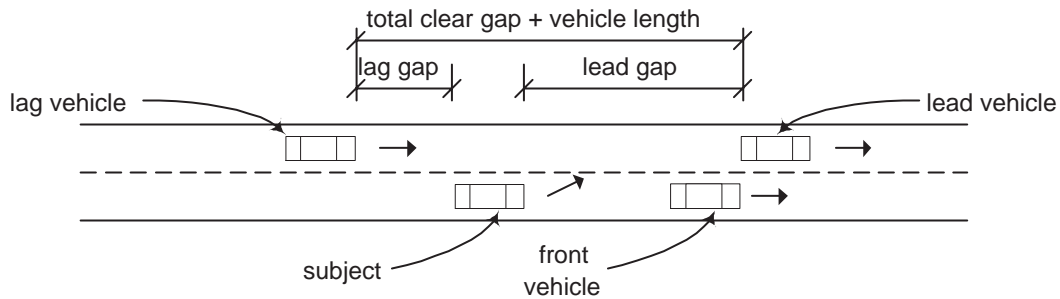 total clear gap + vehicle length
lag gap
lead gap
lag vehicle
lead vehicle
subject
front
vehicle